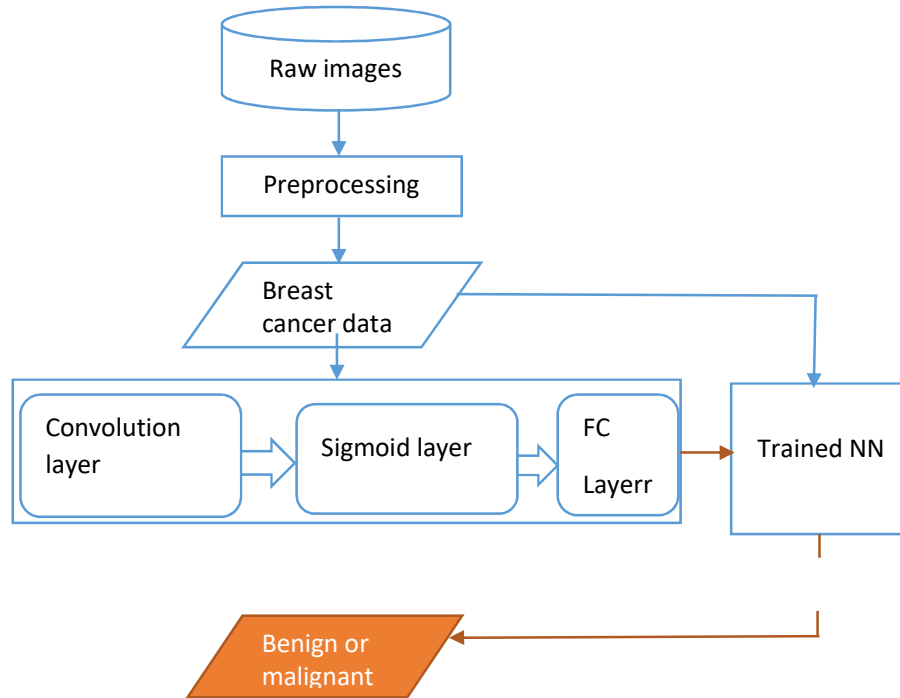 Raw images
Preprocessing
Breast
cancer data
Convolution
layer
Sigmoid layer
FC
Layerr
Trained NN
Benign or
malignant